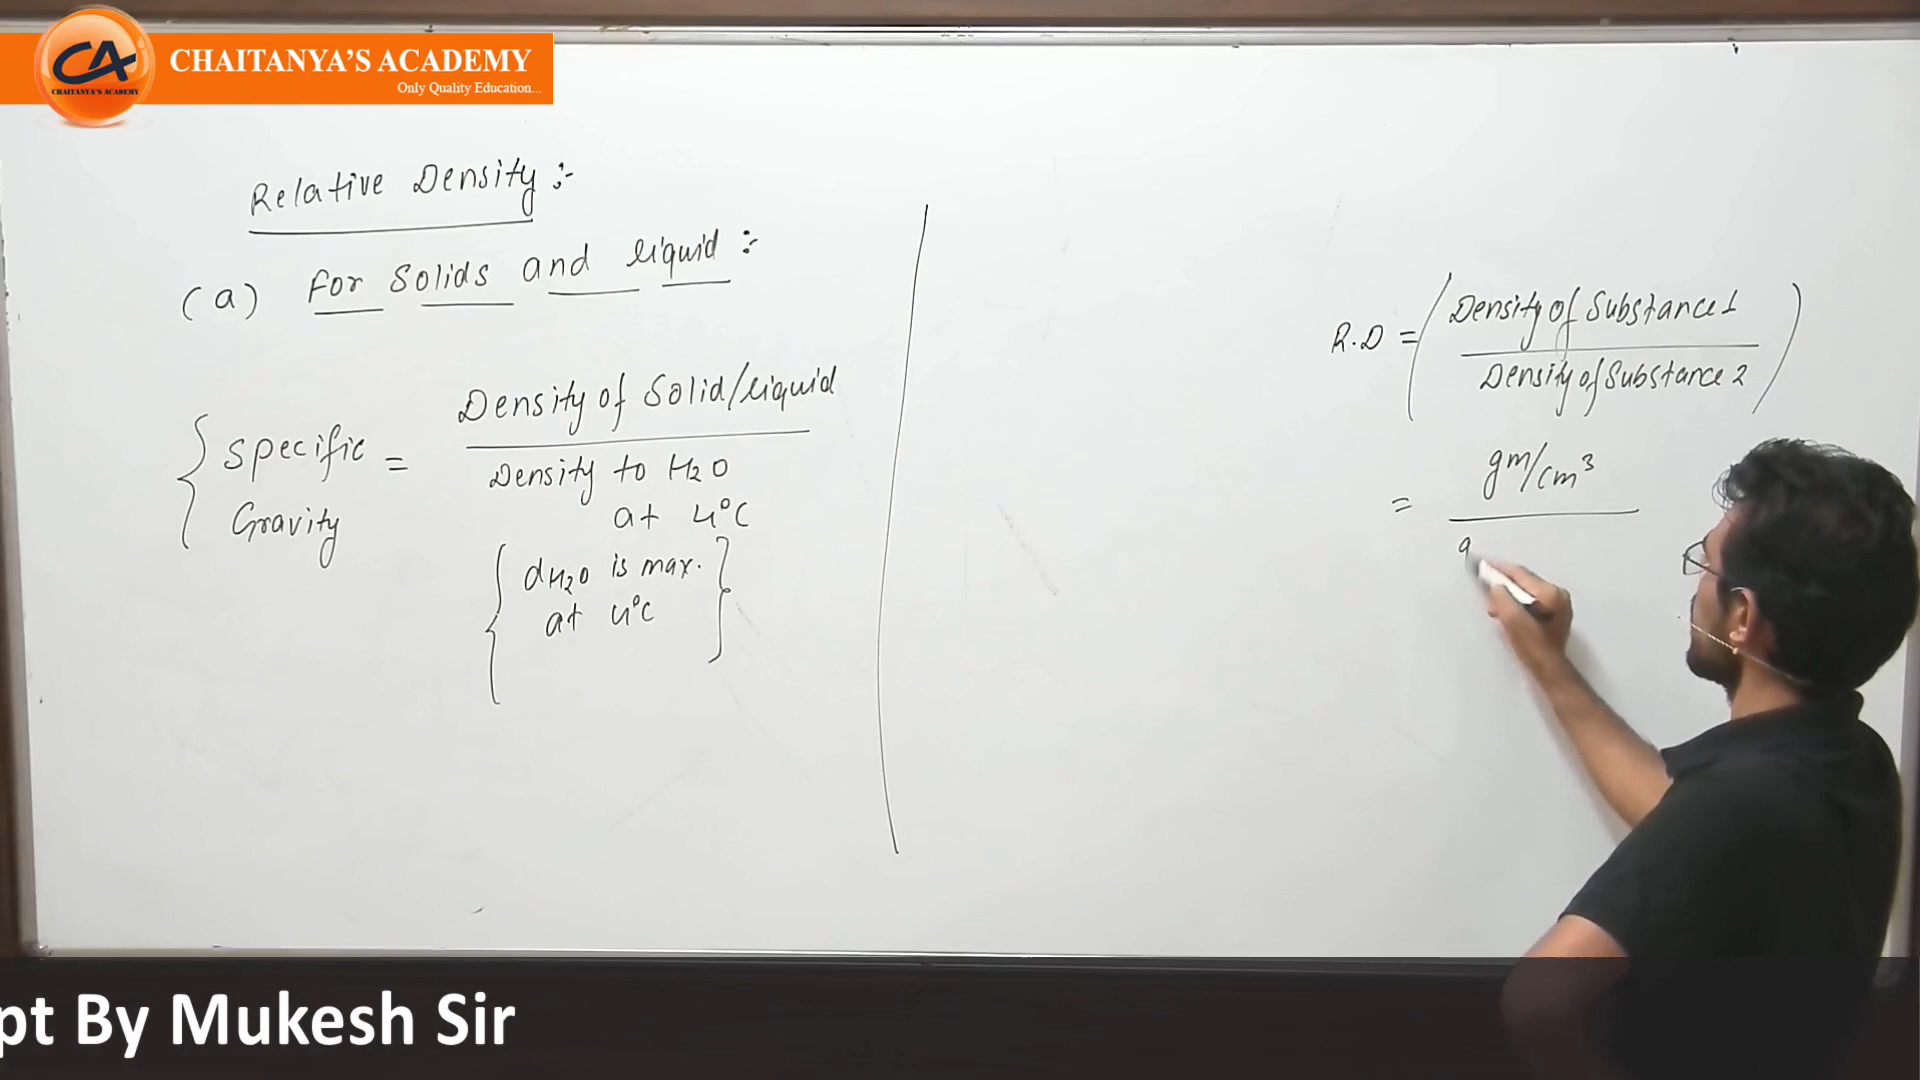 CA
CHAITANYA'S ACADEMY
CHAITANYA'S ACADEMY
Only Quality Education...
Relative Density :-
(a) For Solids and liquid :-
Specific Gravity = Density of Solid/liquid
Density to H₂O
at 4°C
{ dH₂O is max. }
at 4°C
R.D = ( Density of Substance 1 )
Density of Substance 2
= gm/cm³
g
pt By Mukesh Sir